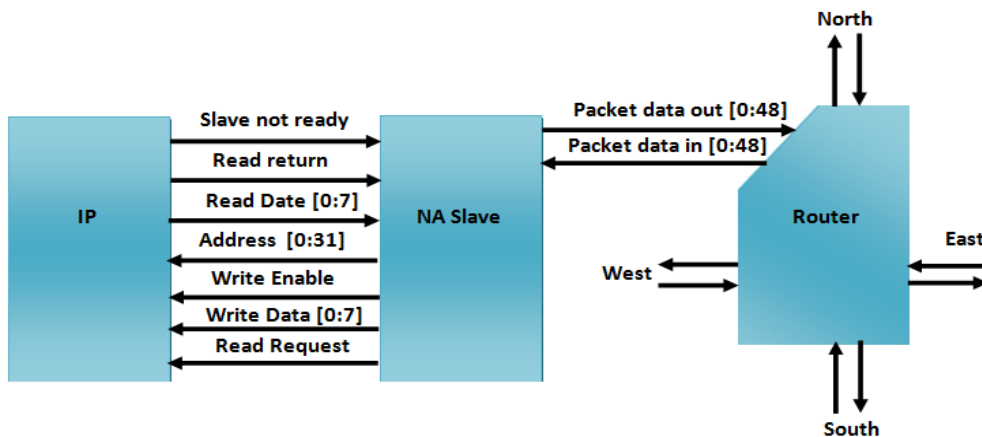 North
Slave not ready
Packet data out [0:48]
Packet data in [0:48]
Read return
Read Date [0:7]
IP
NA Slave
Router
Address [0:31]
East
West
Write Enable
Write Data [0:7]
Read Request
South